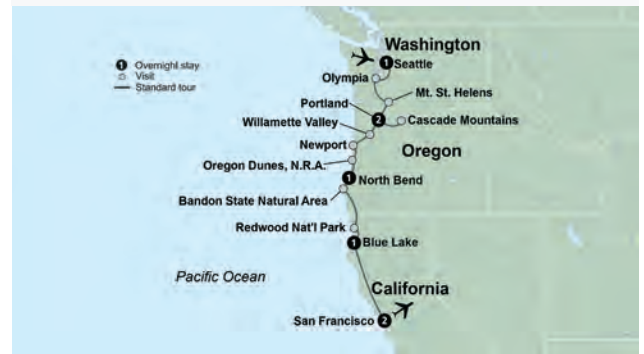 Washington
1 Overnight stay
Visit
Standard tour
1 Seattle
Olympia
Mt. St. Helens
Portland
2
Cascade Mountains
Willamette Valley
Newport
Oregon
Oregon Dunes, N.R.A.
1 North Bend
Bandon State Natural Area
Redwood Nat'l Park
1 Blue Lake
Pacific Ocean
California
San Francisco 2